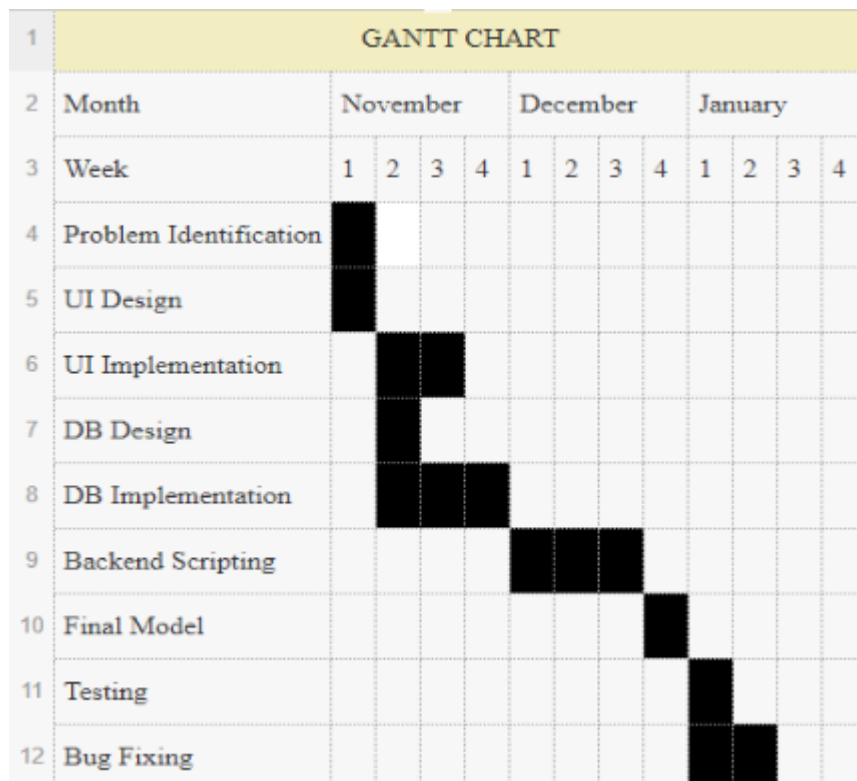 1 GANTT CHART
2 Month November December January
3 Week 1 2 3 4 1 2 3 4 1 2 3 4
4 Problem Identification
5 UI Design
6 UI Implementation
7 DB Design
8 DB Implementation
9 Backend Scripting
10 Final Model
11 Testing
12 Bug Fixing